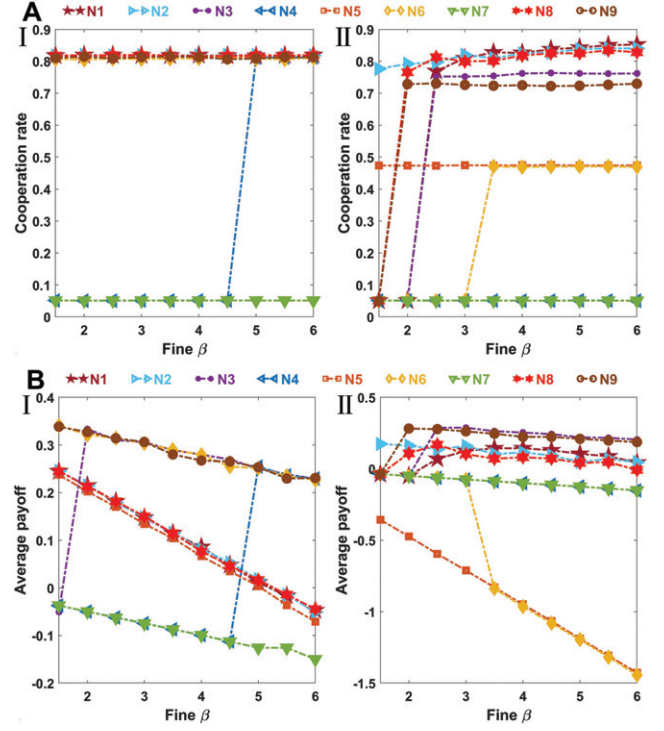 A
N1 N2 N3 N4 N5 N6 N7 N8 N9
I
II
Cooperation rate
0.9
0.8
0.7
0.6
0.5
0.4
0.3
0.2
0.1
0
2 3 4 5 6
Fine β
Cooperation rate
0.9
0.8
0.7
0.6
0.5
0.4
0.3
0.2
0.1
0
2 3 4 5 6
Fine β
B
N1 N2 N3 N4 N5 N6 N7 N8 N9
I
II
Average payoff
0.4
0.3
0.2
0.1
0
-0.1
-0.2
2 3 4 5 6
Fine β
Average payoff
0.5
0
-0.5
-1
-1.5
2 3 4 5 6
Fine β